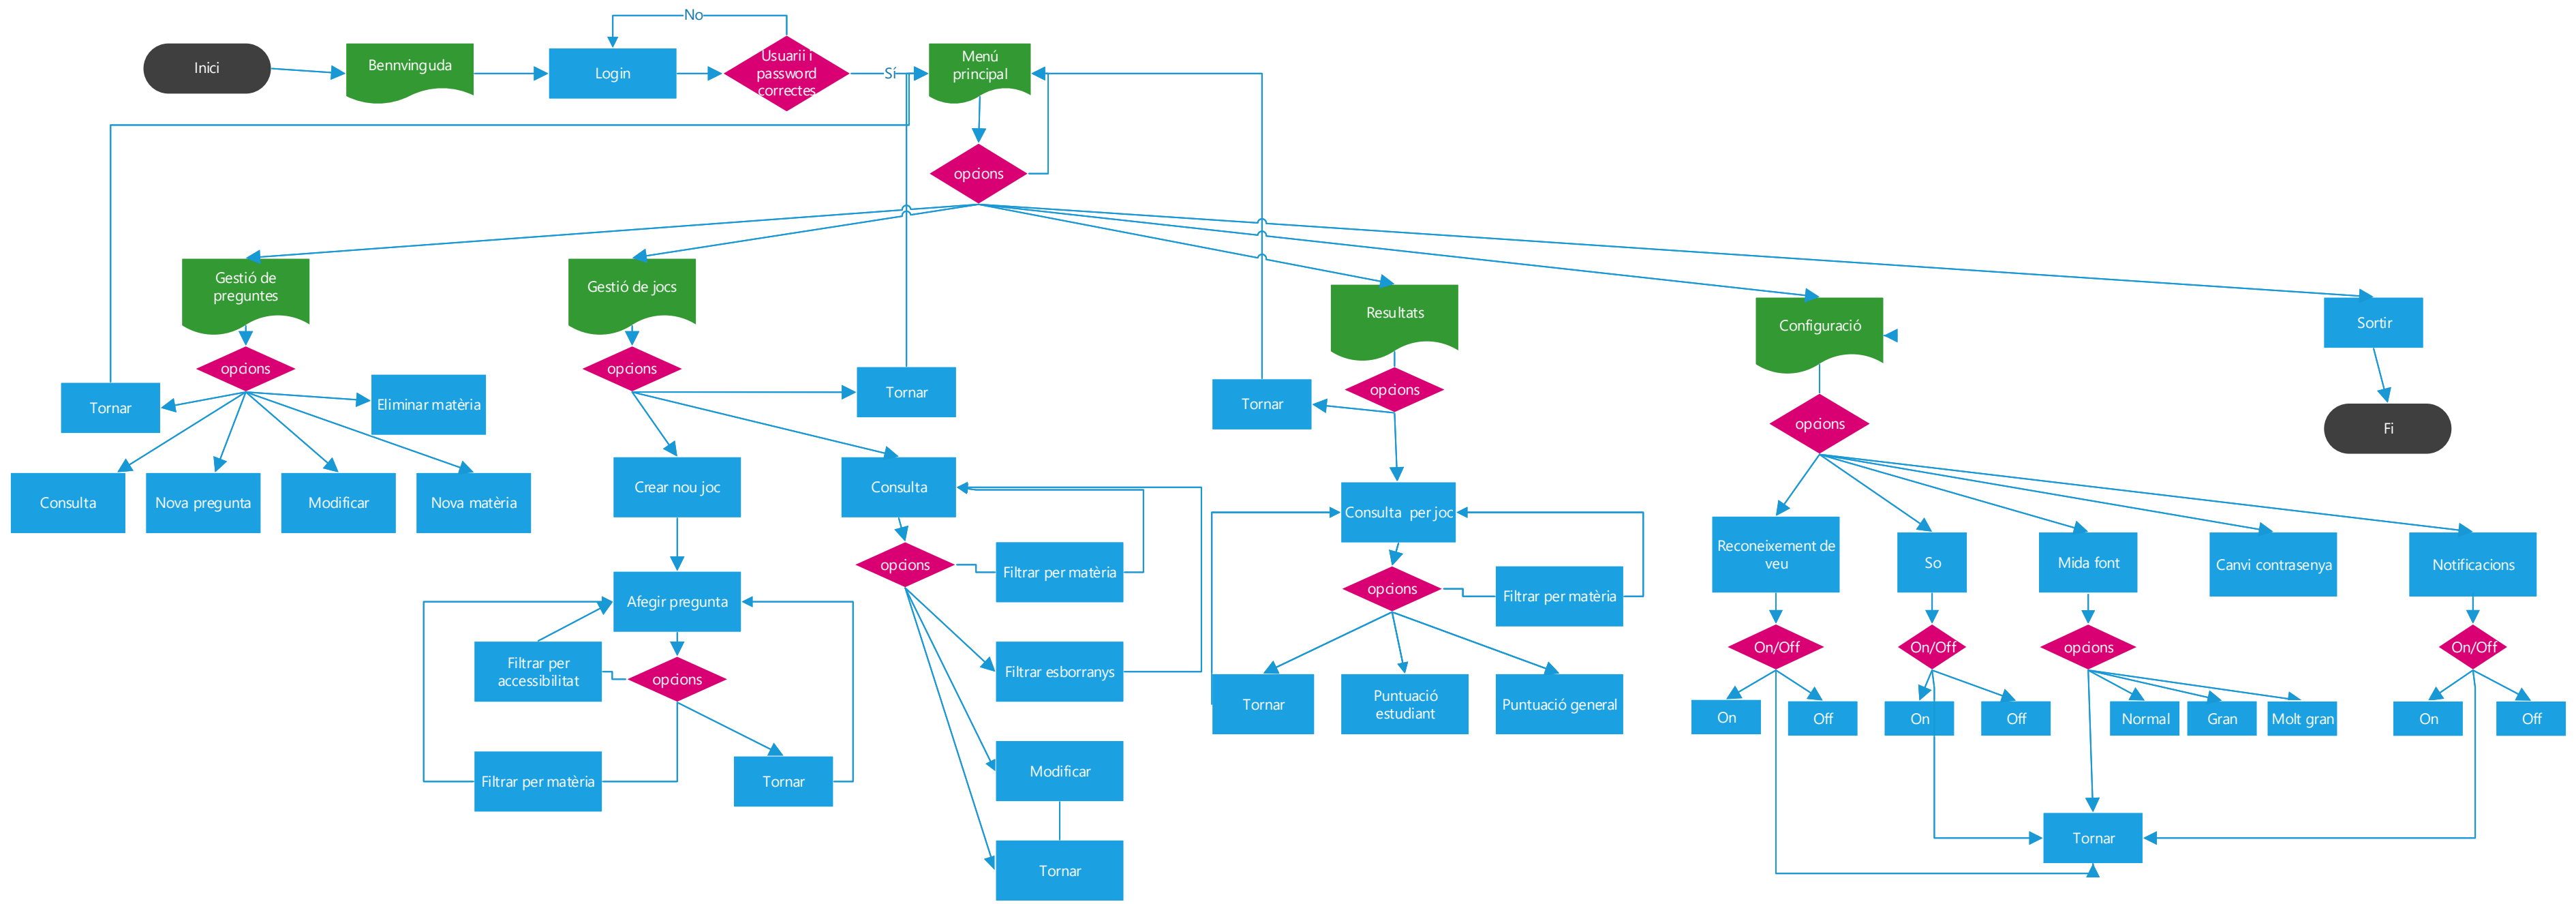 No
Inici
Bennvinguda
Login
Usuarii i
password
correctes
Sí
Menú
principal
opcions
Gestió de
preguntes
Gestió de jocs
Resultats
Configuració
Sortir
opcions
opcions
opcions
opcions
Tornar
Eliminar matèria
Tornar
Tornar
Fi
Consulta
Nova pregunta
Modificar
Nova matèria
Crear nou joc
Consulta
Consulta per joc
Reconeixement de
veu
So
Mida font
Canvi contrasenya
Notificacions
opcions
Filtrar per matèria
opcions
Filtrar per matèria
Afegir pregunta
Filtrar per
accessibilitat
opcions
Filtrar esborranys
On/Off
On/Off
opcions
On/Off
Tornar
Puntuació
estudiant
Puntuació general
On
Off
On
Off
Normal
Gran
Molt gran
On
Off
Filtrar per matèria
Tornar
Modificar
Tornar
Tornar